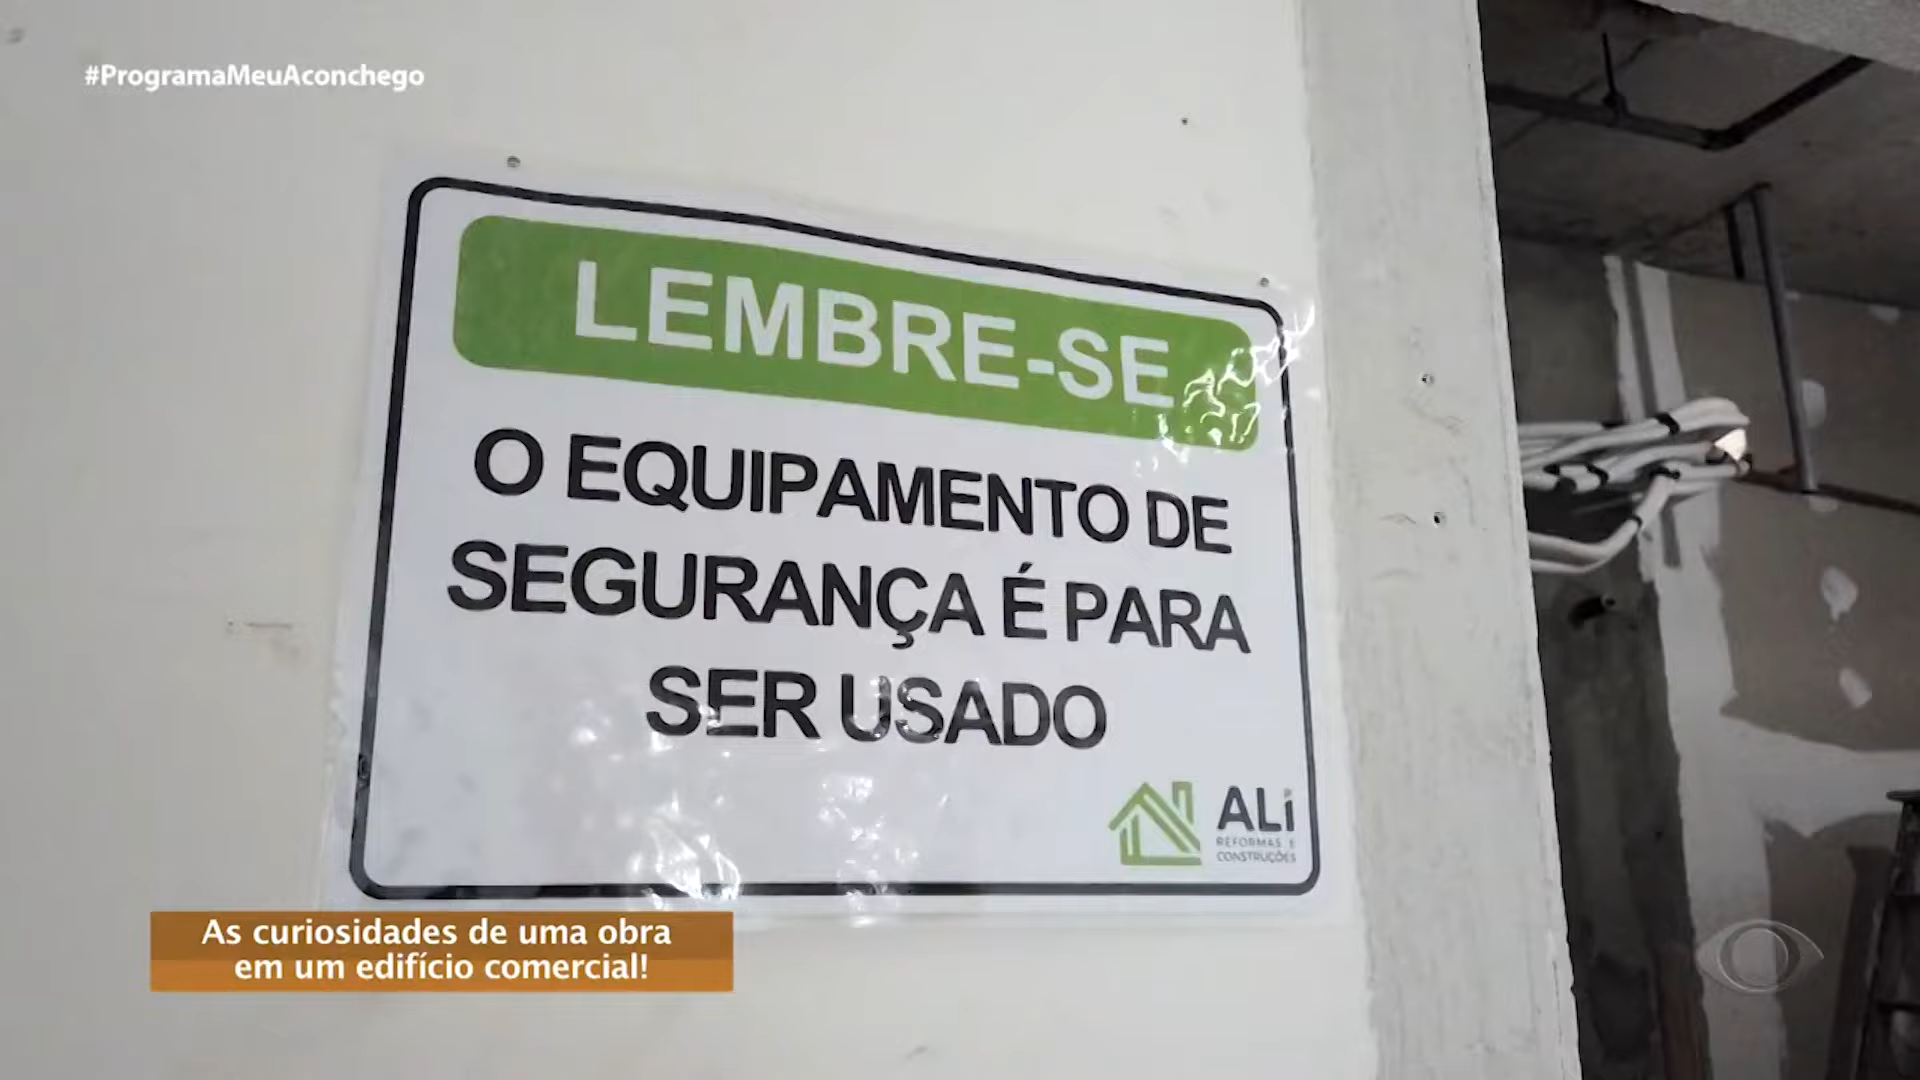 #ProgramaMeuAconchego
LEMBRE-SE
O EQUIPAMENTO DE
SEGURANÇA É PARA
SER USADO
ALi
REFORMAS E
CONSTRUÇÕES
As curiosidades de uma obra
em um edifício comercial!